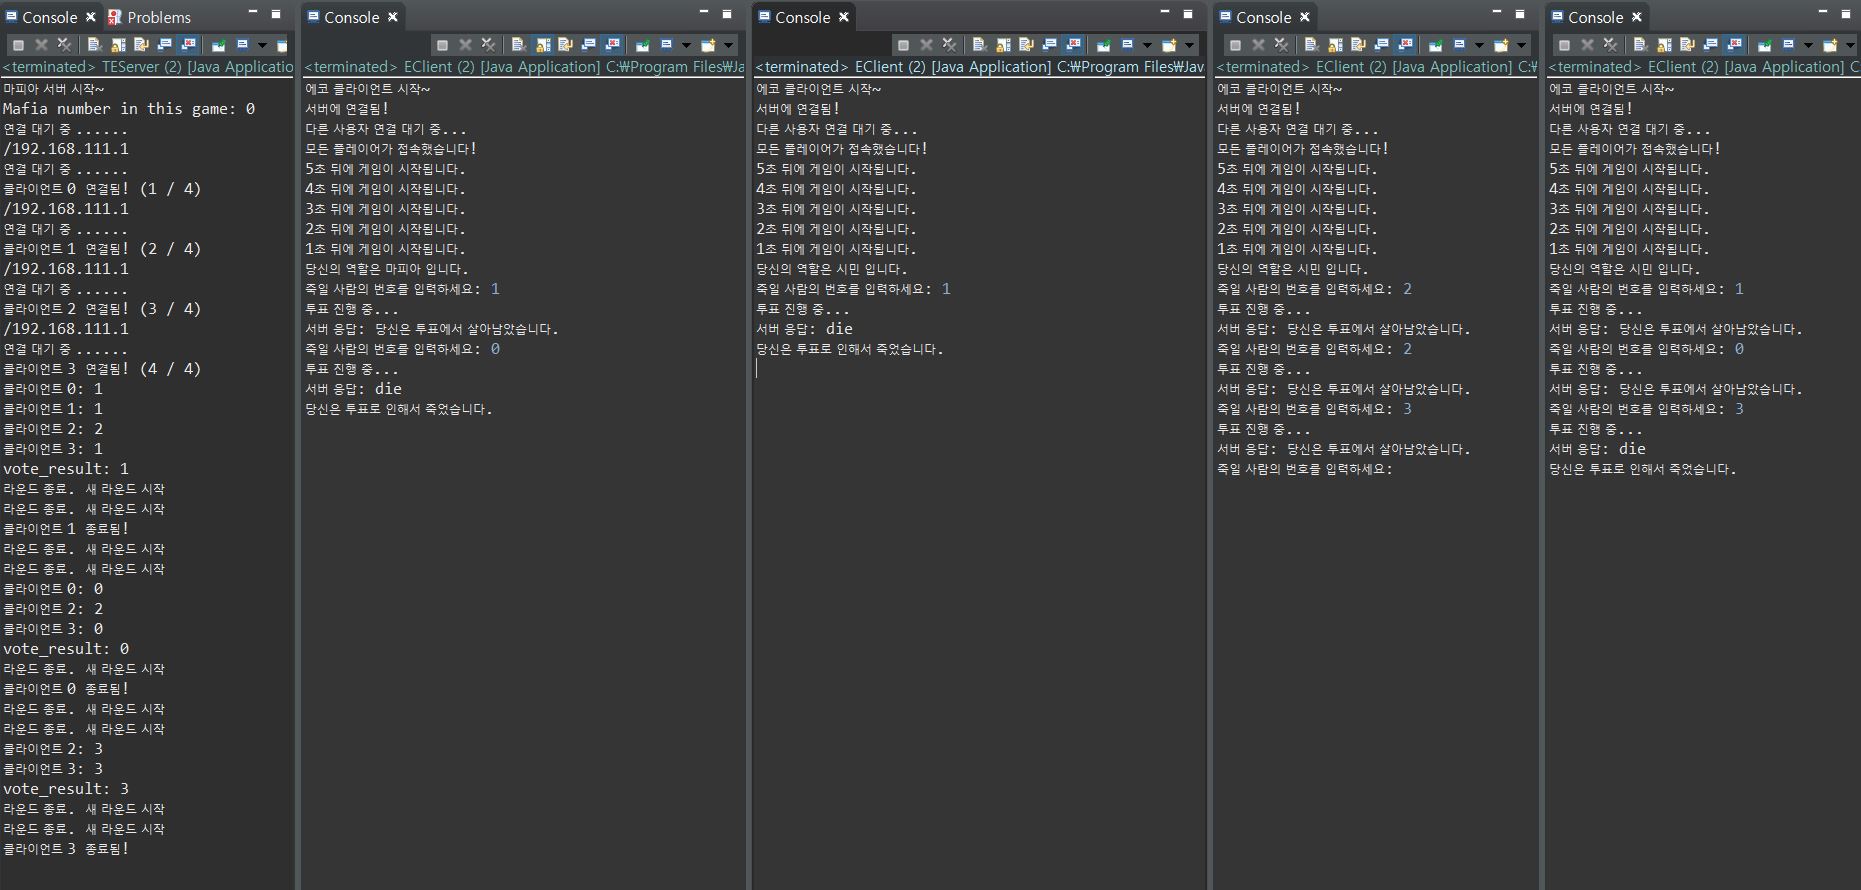 Console
Problems
<terminated> TEServer (2) [Java Applicatio
마피아 서버 시작~
Mafia number in this game: 0
연결 대기 중 ......
/192.168.111.1
연결 대기 중 ......
클라이언트 0 연결됨! (1 / 4)
/192.168.111.1
연결 대기 중 ......
클라이언트 1 연결됨! (2 / 4)
/192.168.111.1
연결 대기 중 ......
클라이언트 2 연결됨! (3 / 4)
/192.168.111.1
연결 대기 중 ......
클라이언트 3 연결됨! (4 / 4)
클라이언트 0: 1
클라이언트 1: 1
클라이언트 2: 2
클라이언트 3: 1
vote_result: 1
라운드 종료. 새 라운드 시작
라운드 종료. 새 라운드 시작
클라이언트 1 종료됨!
라운드 종료. 새 라운드 시작
라운드 종료. 새 라운드 시작
클라이언트 0: 0
클라이언트 2: 2
클라이언트 3: 0
vote_result: 0
라운드 종료. 새 라운드 시작
클라이언트 0 종료됨!
라운드 종료. 새 라운드 시작
라운드 종료. 새 라운드 시작
클라이언트 2: 3
클라이언트 3: 3
vote_result: 3
라운드 종료. 새 라운드 시작
라운드 종료. 새 라운드 시작
클라이언트 3 종료됨!
Console
<terminated> EClient (2) [Java Application] C:₩Program Files₩Ja
에코 클라이언트 시작~
서버에 연결됨!
다른 사용자 연결 대기 중...
모든 플레이어가 접속했습니다!
5초 뒤에 게임이 시작됩니다.
4초 뒤에 게임이 시작됩니다.
3초 뒤에 게임이 시작됩니다.
2초 뒤에 게임이 시작됩니다.
1초 뒤에 게임이 시작됩니다.
당신의 역할은 마피아 입니다.
죽일 사람의 번호를 입력하세요: 1
투표 진행 중...
서버 응답: 당신은 투표에서 살아남았습니다.
죽일 사람의 번호를 입력하세요: 0
투표 진행 중...
서버 응답: die
당신은 투표로 인해서 죽었습니다.
Console
<terminated> EClient (2) [Java Application] C:₩Program Files₩Jav
에코 클라이언트 시작~
서버에 연결됨!
다른 사용자 연결 대기 중...
모든 플레이어가 접속했습니다!
5초 뒤에 게임이 시작됩니다.
4초 뒤에 게임이 시작됩니다.
3초 뒤에 게임이 시작됩니다.
2초 뒤에 게임이 시작됩니다.
1초 뒤에 게임이 시작됩니다.
당신의 역할은 시민 입니다.
죽일 사람의 번호를 입력하세요: 1
투표 진행 중...
서버 응답: die
당신은 투표로 인해서 죽었습니다.
Console
<terminated> EClient (2) [Java Application] C:₩
에코 클라이언트 시작~
서버에 연결됨!
다른 사용자 연결 대기 중...
모든 플레이어가 접속했습니다!
5초 뒤에 게임이 시작됩니다.
4초 뒤에 게임이 시작됩니다.
3초 뒤에 게임이 시작됩니다.
2초 뒤에 게임이 시작됩니다.
1초 뒤에 게임이 시작됩니다.
당신의 역할은 시민 입니다.
죽일 사람의 번호를 입력하세요: 2
투표 진행 중...
서버 응답: 당신은 투표에서 살아남았습니다.
죽일 사람의 번호를 입력하세요: 2
투표 진행 중...
서버 응답: 당신은 투표에서 살아남았습니다.
죽일 사람의 번호를 입력하세요: 3
투표 진행 중...
서버 응답: 당신은 투표에서 살아남았습니다.
죽일 사람의 번호를 입력하세요:
Console
<terminated> EClient (2) [Java Application] C
에코 클라이언트 시작~
서버에 연결됨!
다른 사용자 연결 대기 중...
모든 플레이어가 접속했습니다!
5초 뒤에 게임이 시작됩니다.
4초 뒤에 게임이 시작됩니다.
3초 뒤에 게임이 시작됩니다.
2초 뒤에 게임이 시작됩니다.
1초 뒤에 게임이 시작됩니다.
당신의 역할은 시민 입니다.
죽일 사람의 번호를 입력하세요: 1
투표 진행 중...
서버 응답: 당신은 투표에서 살아남았습니다.
죽일 사람의 번호를 입력하세요: 0
투표 진행 중...
서버 응답: 당신은 투표에서 살아남았습니다.
죽일 사람의 번호를 입력하세요: 3
투표 진행 중...
서버 응답: die
당신은 투표로 인해서 죽었습니다.